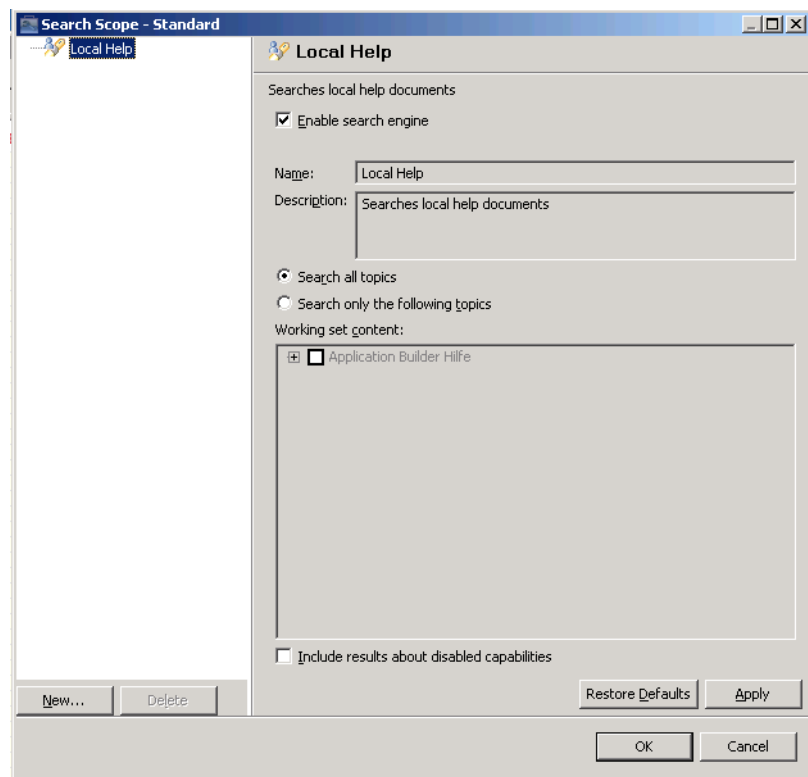 Search Scope - Standard
Local Help
Local Help
Searches local help documents
Enable search engine
Name: Local Help
Description: Searches local help documents
Search all topics
Search only the following topics
Working set content:
Application Builder Hilfe
Include results about disabled capabilities
New... Delete Restore Defaults Apply
OK Cancel